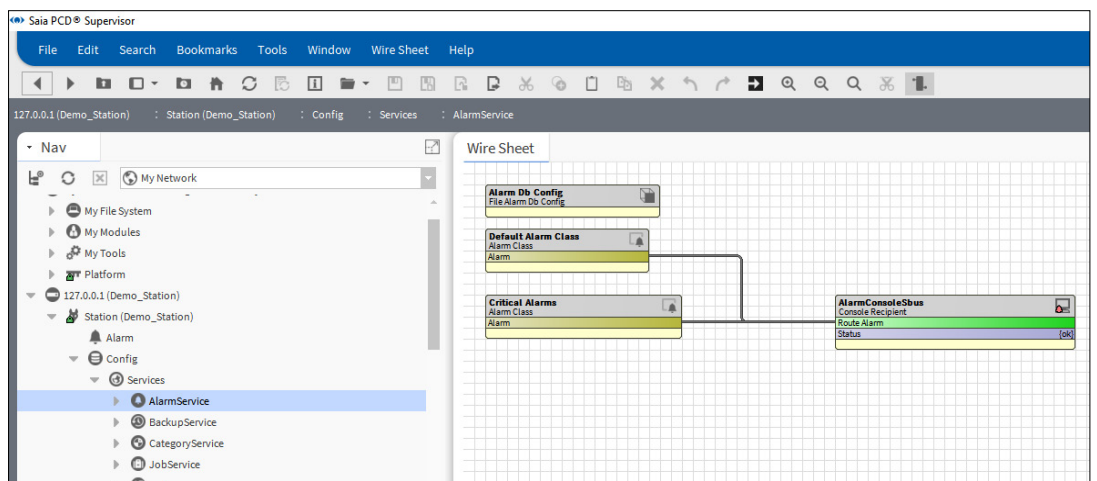 Saia PCD® Supervisor
File Edit Search Bookmarks Tools Window Wire Sheet Help
127.0.0.1 (Demo_Station) : Station (Demo_Station) : Config : Services : AlarmService
Nav
My Network
My File System
My Modules
My Tools
Platform
127.0.0.1 (Demo_Station)
Station (Demo_Station)
Alarm
Config
Services
AlarmService
BackupService
CategoryService
JobService
Wire Sheet
Alarm Db Config
File Alarm Db Config
Default Alarm Class
Alarm Class
Alarm
Critical Alarms
Alarm Class
Alarm
AlarmConsoleSbus
Console Recipient
Route Alarm
Status {ok}